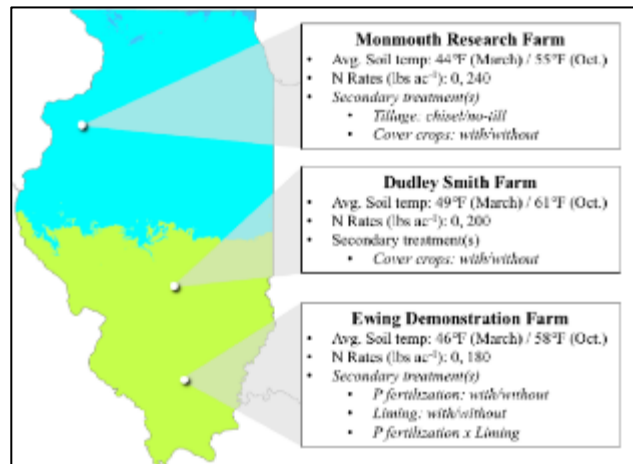 Monmouth Research Farm
• Avg. Soil temp: 44°F (March) / 55°F (Oct.)
• N Rates (lbs ac⁻¹): 0, 240
• Secondary treatment(s)
• Tillage: chisel/no-till
• Cover crops: with/without
Dudley Smith Farm
• Avg. Soil temp: 49°F (March) / 61°F (Oct.)
• N Rates (lbs ac⁻¹): 0, 200
• Secondary treatment(s)
• Cover crops: with/without
Ewing Demonstration Farm
• Avg. Soil temp: 46°F (March) / 58°F (Oct.)
• N Rates (lbs ac⁻¹): 0, 180
• Secondary treatment(s)
• P fertilization: with/without
• Liming: with/without
• P fertilization x Liming